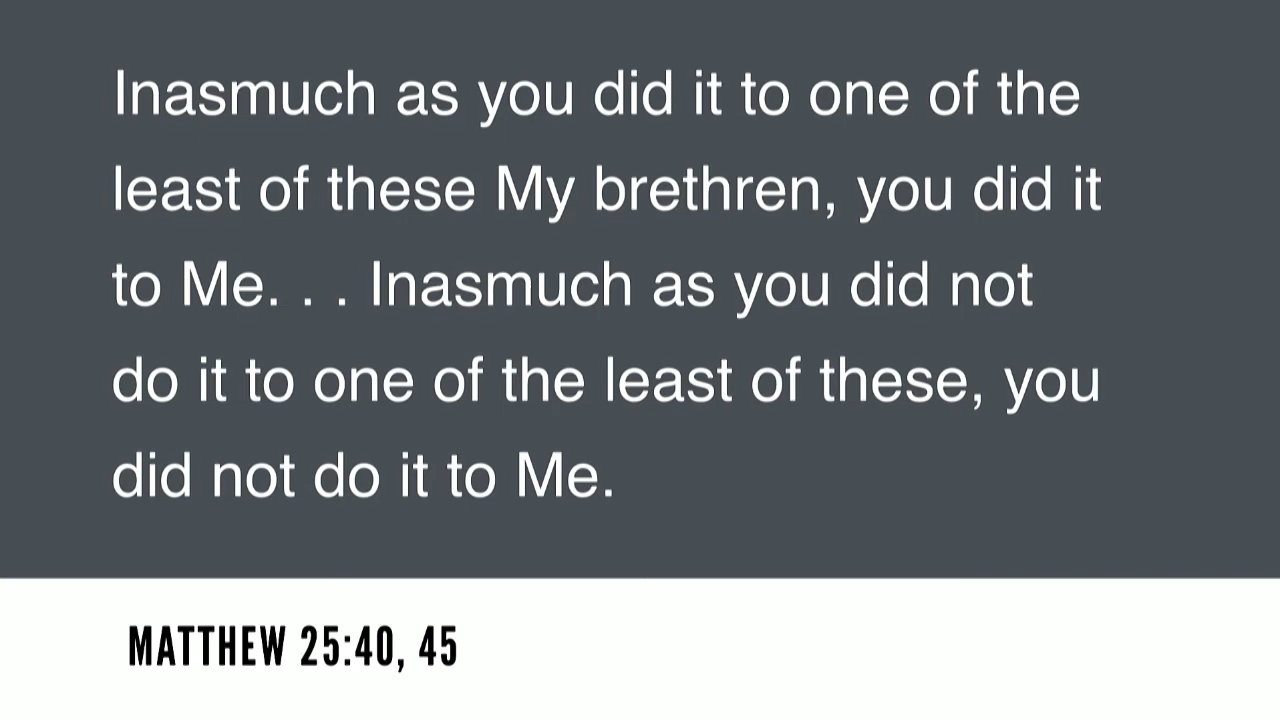 Inasmuch as you did it to one of the
least of these My brethren, you did it
to Me. . . Inasmuch as you did not
do it to one of the least of these, you
did not do it to Me.
MATTHEW 25:40, 45